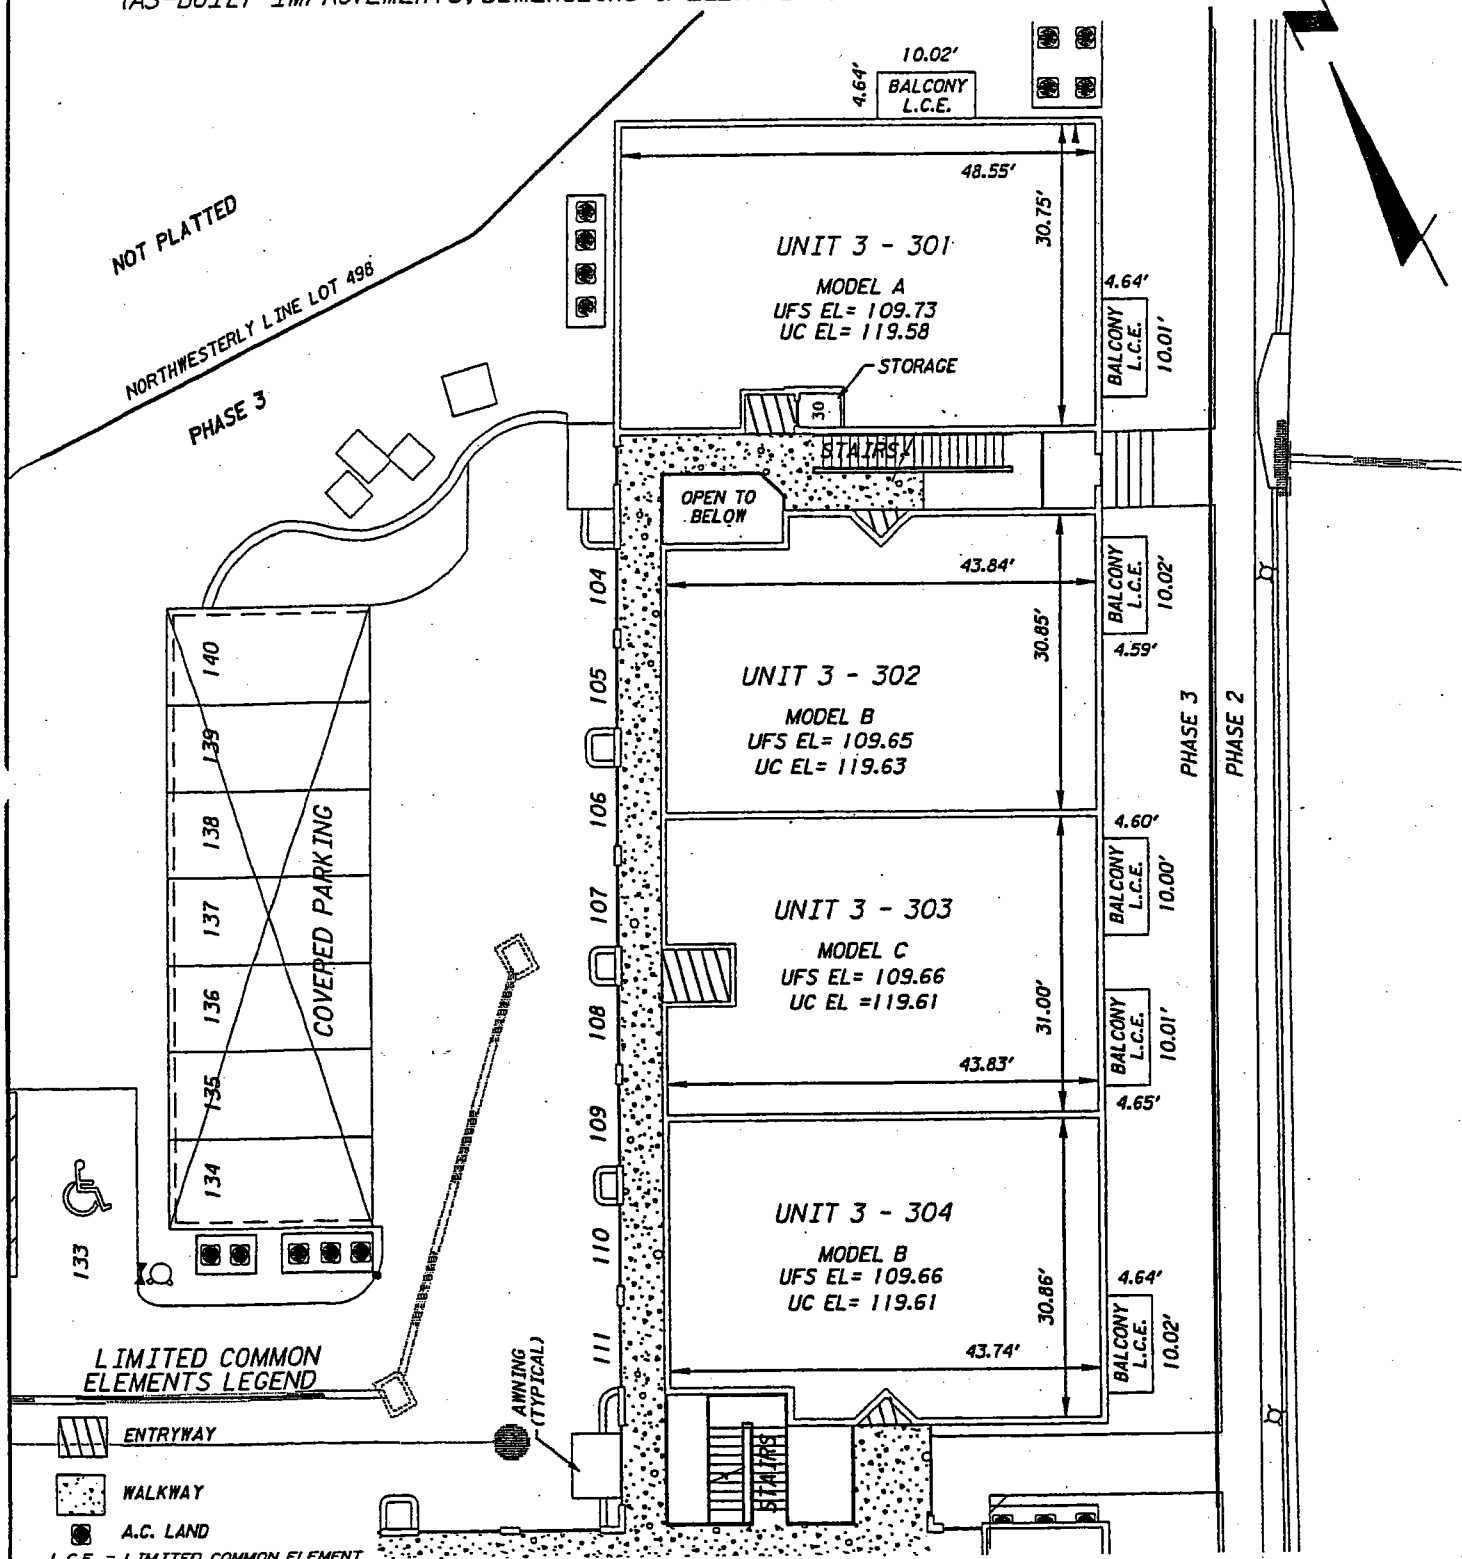 (AS-BUILT IMPROVEMENTS, DIMENSIONS
10.02'
4.64'
BALCONY
L.C.E.
48.55'
30.75'
NOT PLATTED
NORTHWESTERLY LINE LOT 498
PHASE 3
UNIT 3 - 301
MODEL A
UFS EL= 109.73
UC EL= 119.58
STORAGE
30
4.64'
BALCONY
L.C.E.
10.01'
STAIRS
OPEN TO
BELOW
43.84'
30.85'
BALCONY
L.C.E.
10.02'
4.59'
UNIT 3 - 302
MODEL B
UFS EL= 109.65
UC EL= 119.63
PHASE 3
PHASE 2
104
105
106
107
108
109
110
111
140
139
138
137
136
135
134
COVERED PARKING
133
4.60'
BALCONY
L.C.E.
10.00'
UNIT 3 - 303
MODEL C
UFS EL= 109.66
UC EL =119.61
31.00'
43.83'
BALCONY
L.C.E.
10.01'
4.65'
UNIT 3 - 304
MODEL B
UFS EL= 109.66
UC EL= 119.61
30.86'
43.74'
4.64'
BALCONY
L.C.E.
10.02'
STAIRS
AWNING
(TYPICAL)
LIMITED COMMON
ELEMENTS LEGEND
ENTRYWAY
WALKWAY
A.C. LAND
L.C.E. = LIMITED COMMON ELEMENT